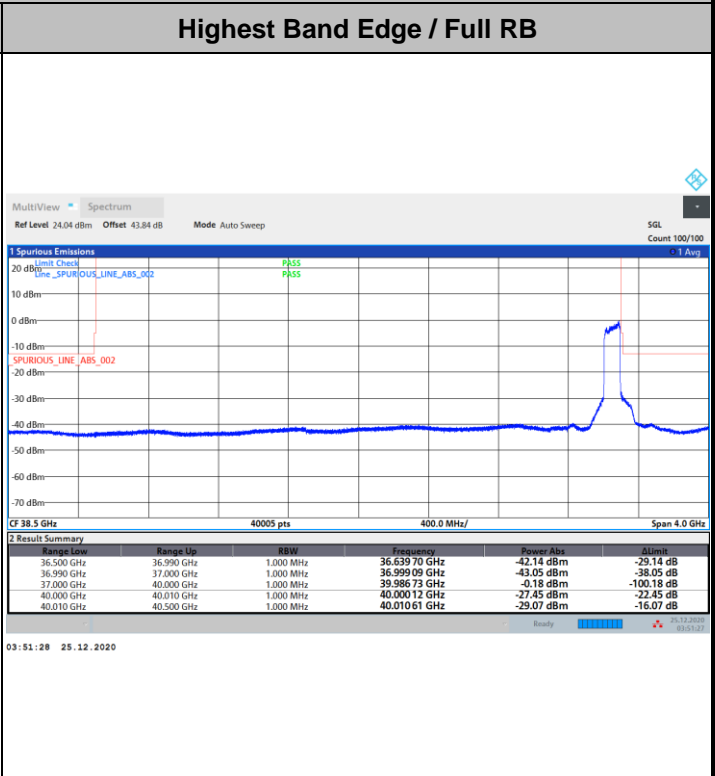 Highest Band Edge / Full RB
MultiView Spectrum
Ref Level 24.04 dBm Offset 43.84 dB Mode Auto Sweep SGL
Count 100/100
1 Spurious Emissions 1 Avg
Limit Check PASS
20 dBm
Line _SPURIOUS_LINE_ABS_002 PASS
10 dBm
0 dBm
-10 dBm
_SPURIOUS_LINE_ABS_002
-20 dBm
-30 dBm
-40 dBm
-50 dBm
-60 dBm
-70 dBm
CF 38.5 GHz 40005 pts 400.0 MHz/ Span 4.0 GHz
2 Result Summary
Range Low Range Up RBW Frequency Power Abs ΔLimit
36.500 GHz 36.990 GHz 1.000 MHz 36.639 70 GHz -42.14 dBm -29.14 dB
36.990 GHz 37.000 GHz 1.000 MHz 36.999 09 GHz -43.05 dBm -38.05 dB
37.000 GHz 40.000 GHz 1.000 MHz 39.986 73 GHz -0.18 dBm -100.18 dB
40.000 GHz 40.010 GHz 1.000 MHz 40.000 12 GHz -27.45 dBm -22.45 dB
40.010 GHz 40.500 GHz 1.000 MHz 40.010 61 GHz -29.07 dBm -16.07 dB
Ready 25.12.2020
03:51:27
03:51:28 25.12.2020